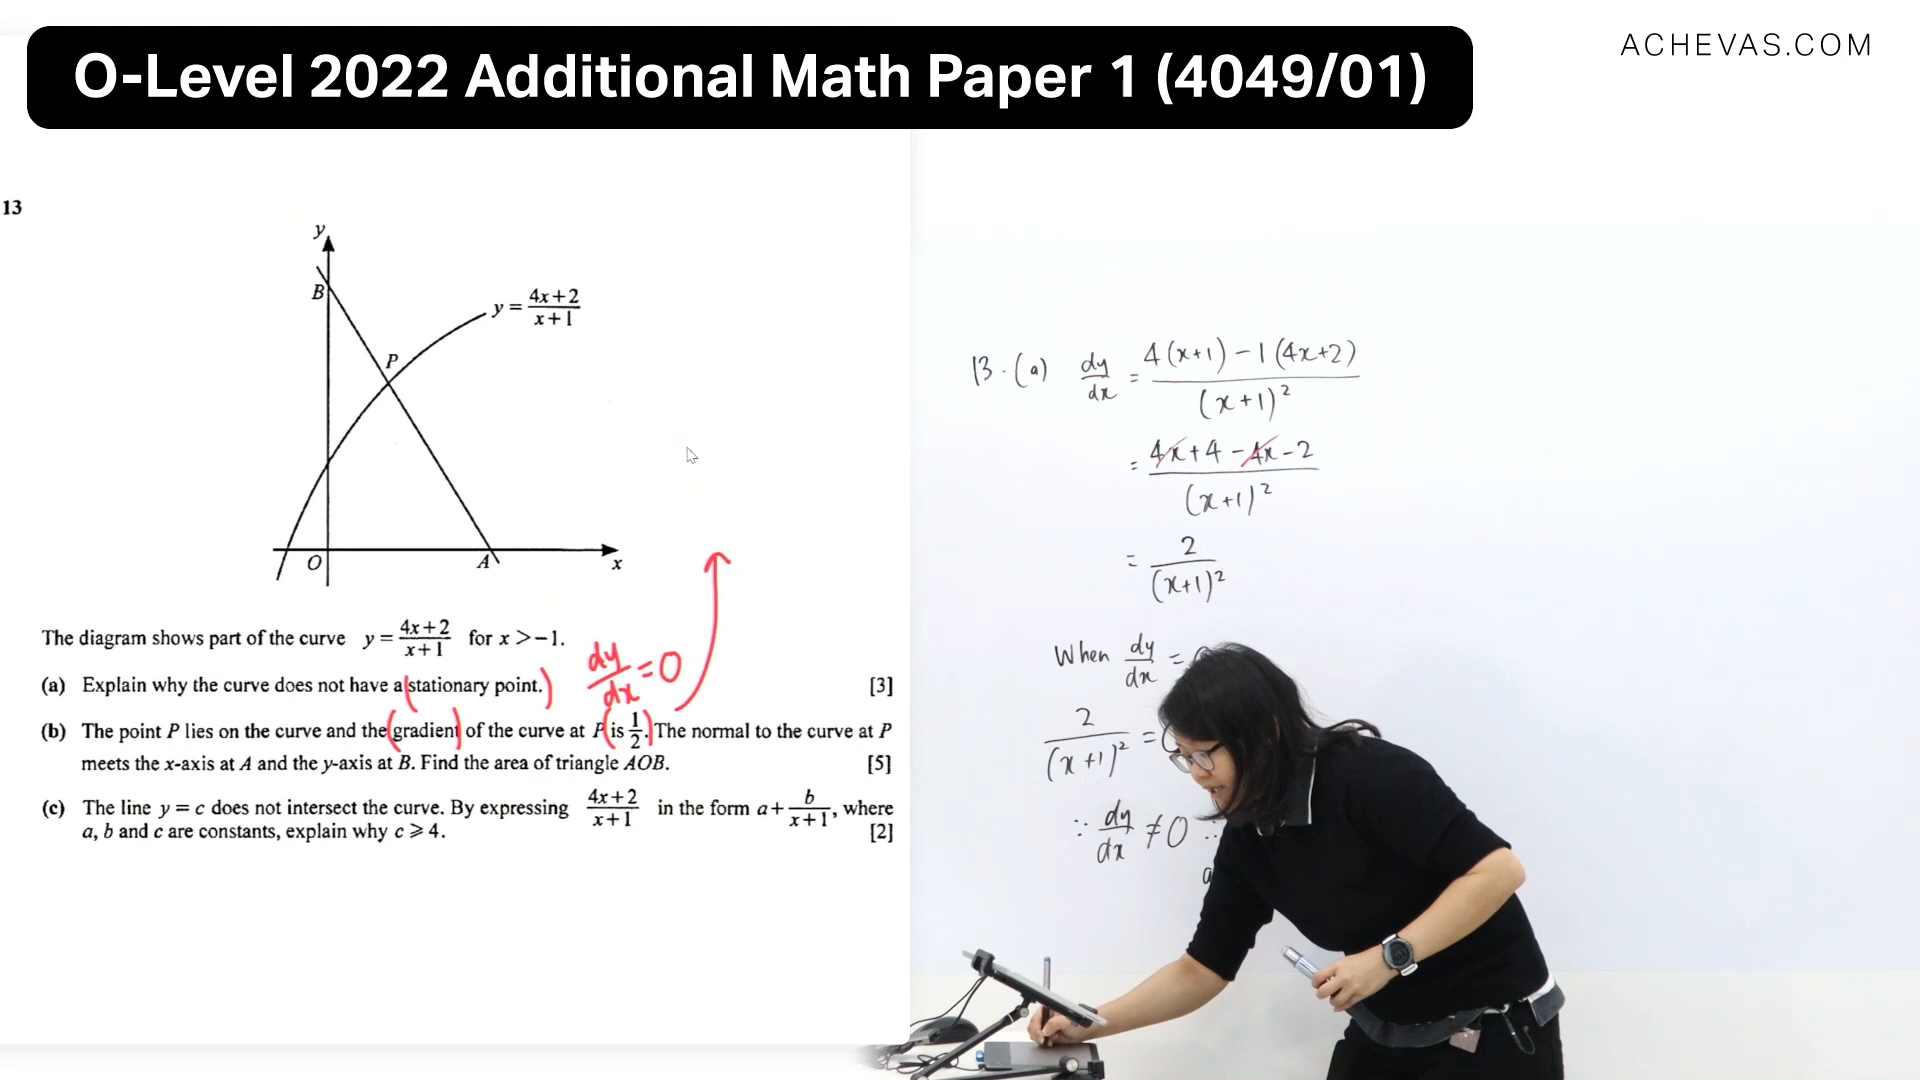 O-Level 2022 Additional Math Paper 1 (4049/01)
ACHEVAS.COM
13
y
B
y = (4x+2)/(x+1)
P
O
A
x
The diagram shows part of the curve y = (4x+2)/(x+1) for x > −1.
(a) Explain why the curve does not have a stationary point. [3]
dy/dx = 0
(b) The point P lies on the curve and the gradient of the curve at P is 1/2. The normal to the curve at P
meets the x-axis at A and the y-axis at B. Find the area of triangle AOB. [5]
(c) The line y = c does not intersect the curve. By expressing (4x+2)/(x+1) in the form a + b/(x+1), where
a, b and c are constants, explain why c ⩾ 4. [2]
13. (a) dy/dx = (4(x+1) − 1(4x+2))/(x+1)²
= (4x+4−4x−2)/(x+1)²
= 2/(x+1)²
When dy/dx =
2/(x+1)² =
∵ dy/dx ≠ 0 ∴